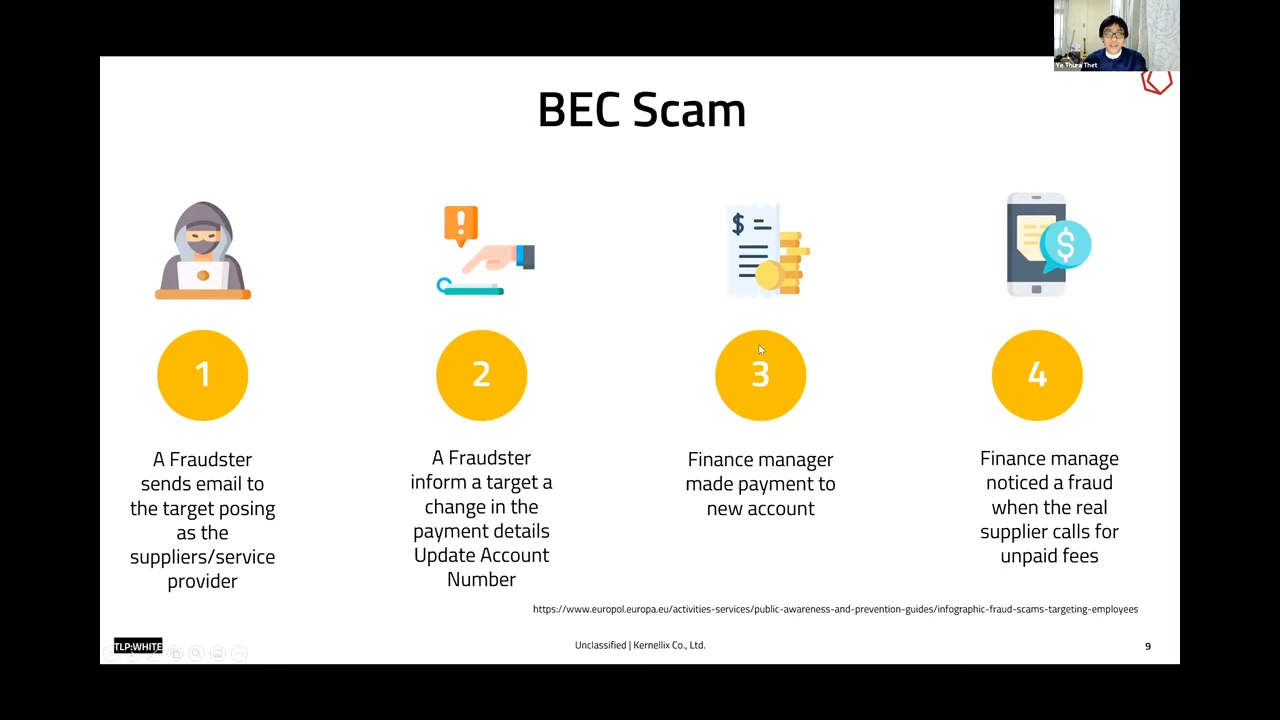 Ye Thura Thet
BEC Scam
$
$
1
A Fraudster
sends email to
the target posing
as the
suppliers/service
provider
2
A Fraudster
inform a target a
change in the
payment details
Update Account
Number
3
Finance manager
made payment to
new account
4
Finance manage
noticed a fraud
when the real
supplier calls for
unpaid fees
https://www.europol.europa.eu/activities-services/public-awareness-and-prevention-guides/infographic-fraud-scams-targeting-employees
TLP:WHITE
Unclassified | Kernellix Co., Ltd.
9